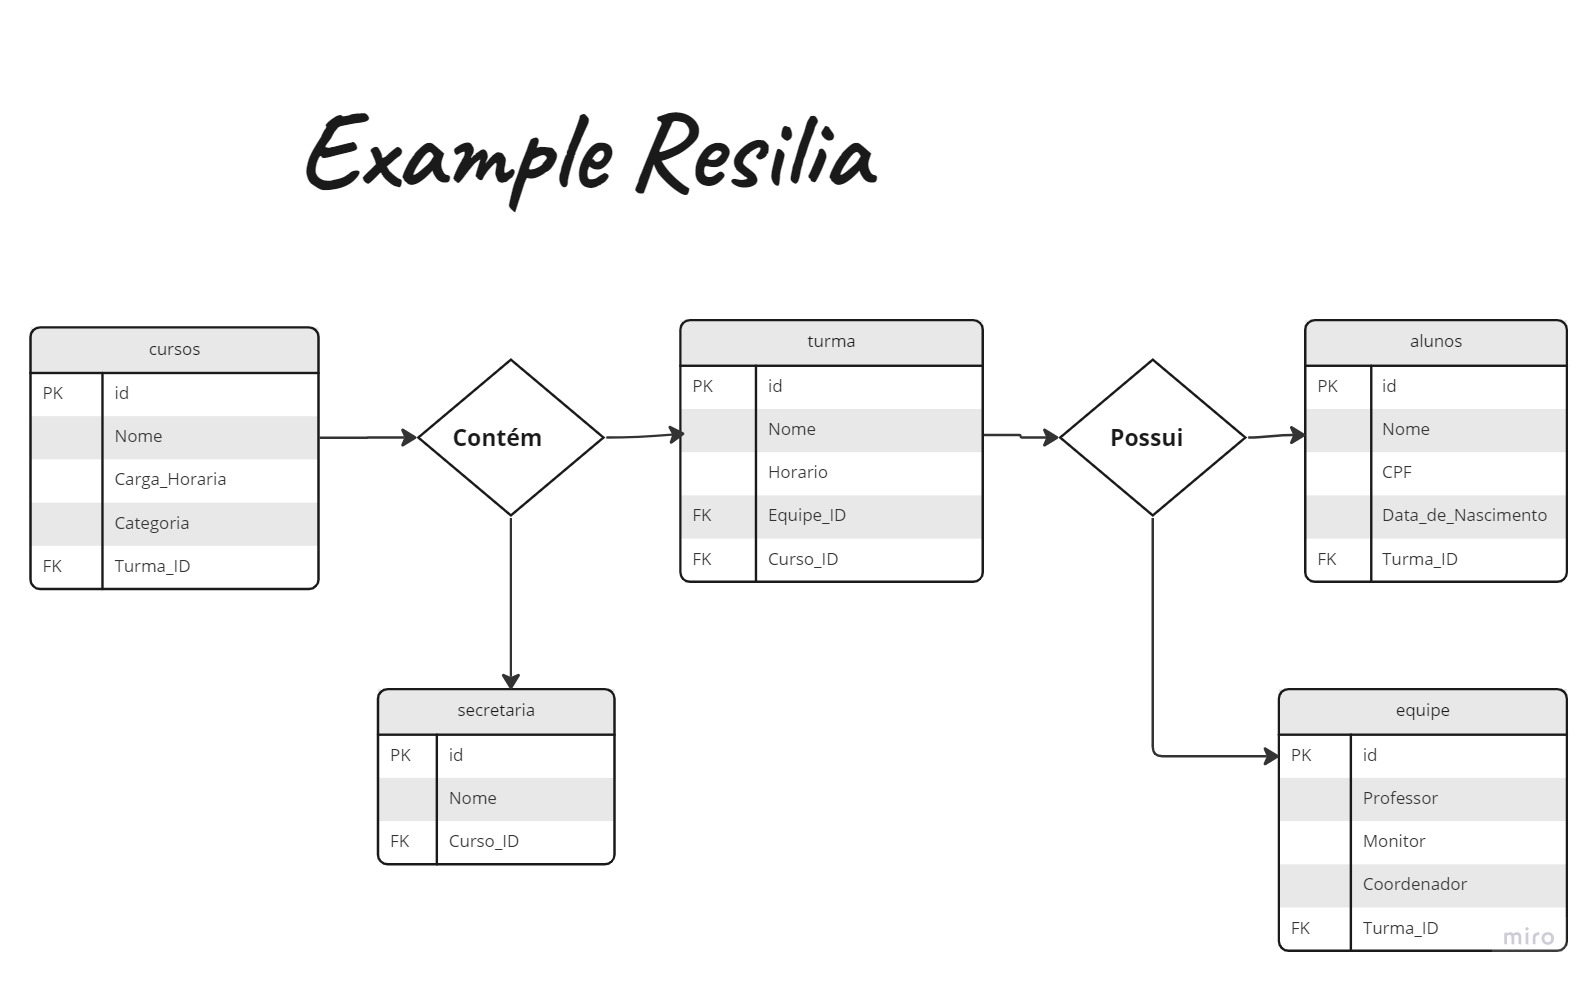 Example Resilia
cursos
PK id
Nome
Carga_Horaria
Categoria
FK Turma_ID
Contém
turma
PK id
Nome
Horario
FK Equipe_ID
FK Curso_ID
Possui
alunos
PK id
Nome
CPF
Data_de_Nascimento
FK Turma_ID
secretaria
PK id
Nome
FK Curso_ID
equipe
PK id
Professor
Monitor
Coordenador
FK Turma_ID
miro